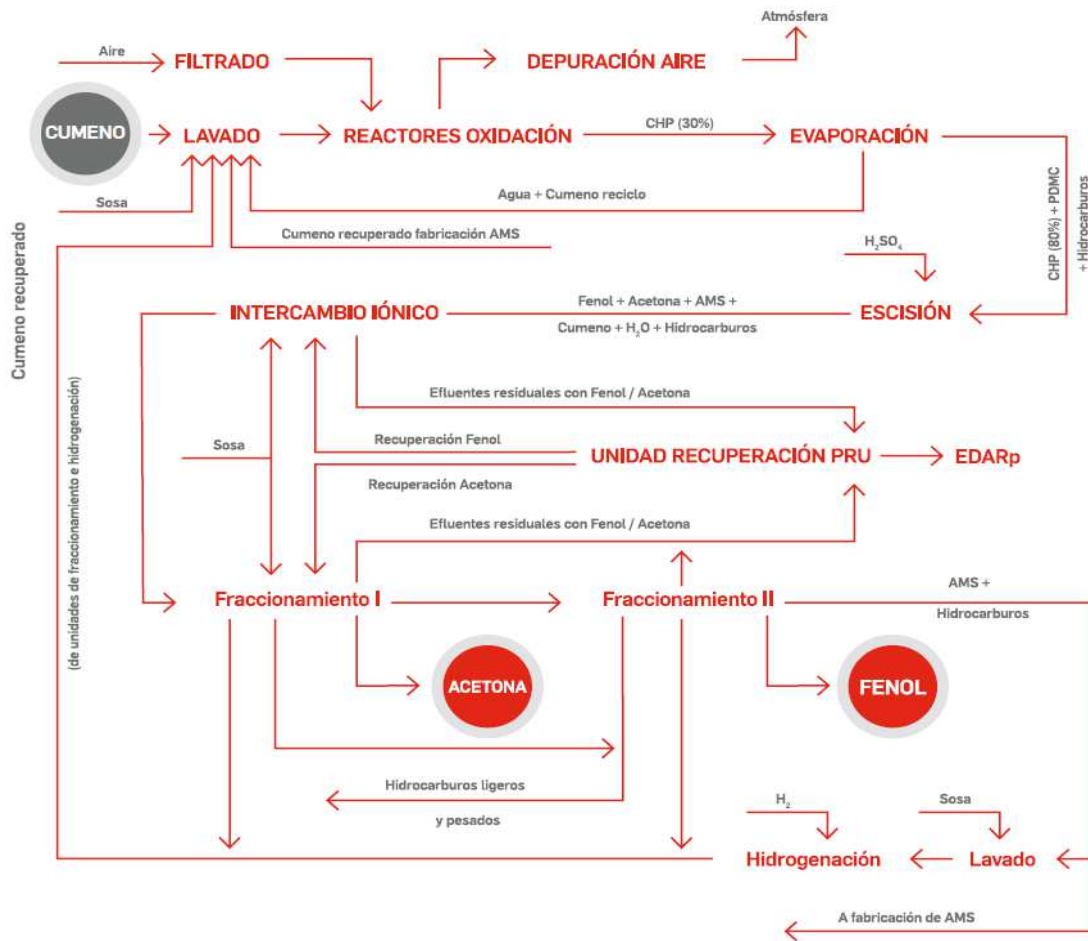 Atmósfera
Aire
FILTRADO
DEPURACIÓN AIRE
CUMENO
LAVADO
REACTORES OXIDACIÓN
CHP (30%)
EVAPORACIÓN
Sosa
Agua + Cumeno reciclo
Cumeno recuperado fabricación AMS
H₂SO₄
CHP (80%) + PDMC
+ Hidrocarburos
Cumeno recuperado
(de unidades de fraccionamiento e hidrogenación)
INTERCAMBIO IÓNICO
Fenol + Acetona + AMS +
Cumeno + H₂O + Hidrocarburos
ESCISIÓN
Efluentes residuales con Fenol / Acetona
Sosa
Recuperación Fenol
UNIDAD RECUPERACIÓN PRU
EDARp
Recuperación Acetona
Efluentes residuales con Fenol / Acetona
Fraccionamiento I
Fraccionamiento II
AMS +
Hidrocarburos
ACETONA
FENOL
Hidrocarburos ligeros
y pesados
H₂
Sosa
Hidrogenación
Lavado
A fabricación de AMS